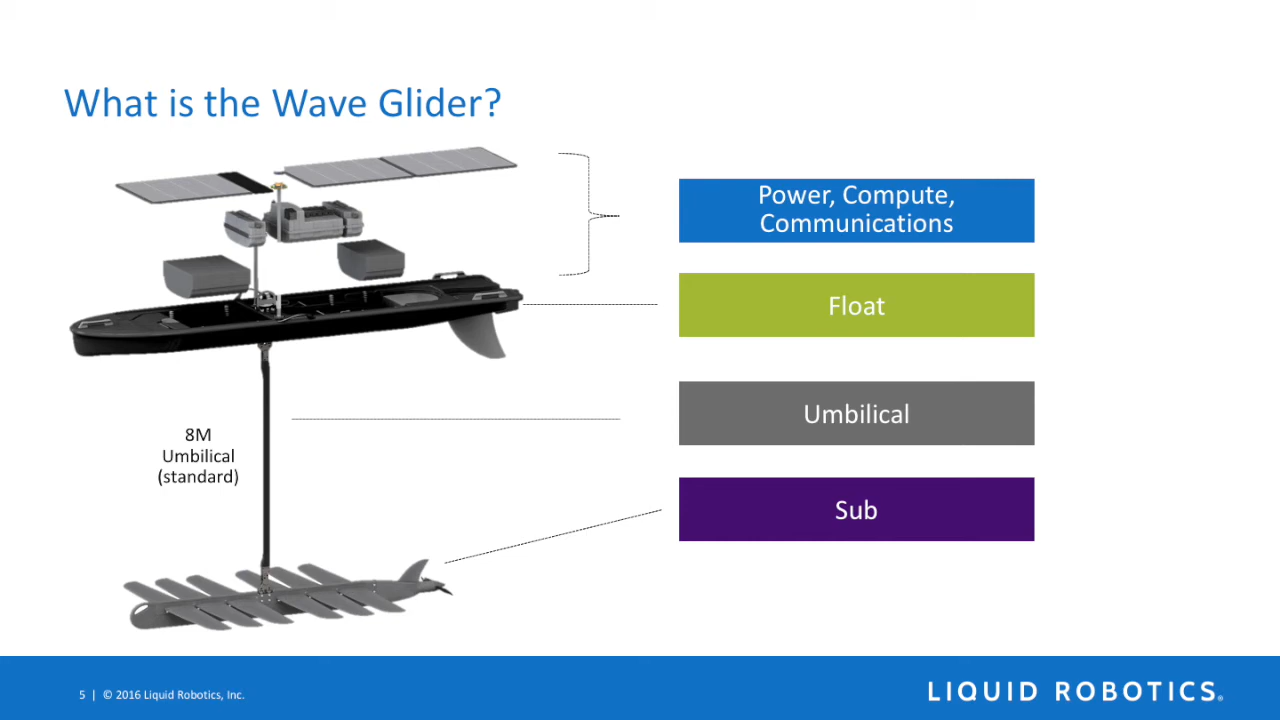 What is the Wave Glider?
Power, Compute,
Communications
Float
8M
Umbilical
(standard)
Umbilical
Sub
5 | © 2016 Liquid Robotics, Inc.
LIQUID ROBOTICS®